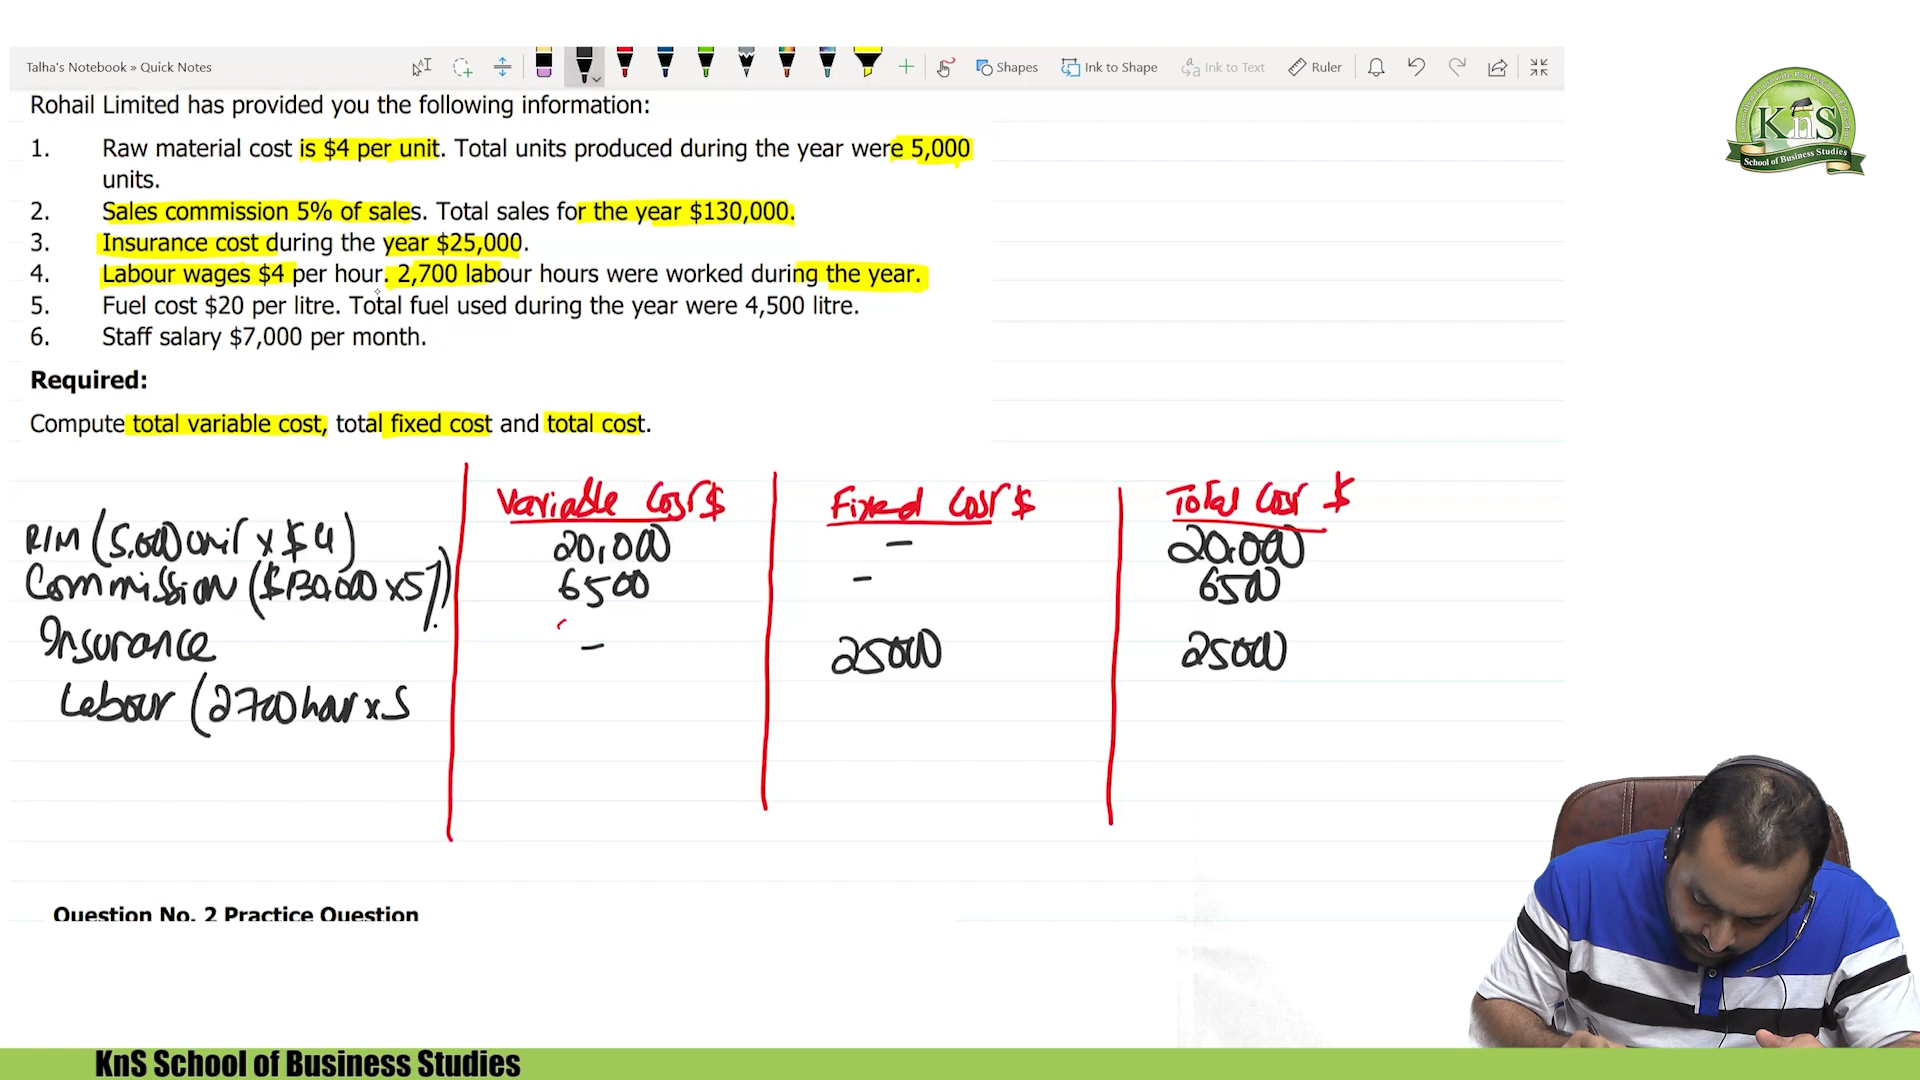 Talha's Notebook » Quick Notes
Shapes
Ink to Shape
Ink to Text
Ruler
Rohail Limited has provided you the following information:
1. Raw material cost is $4 per unit. Total units produced during the year were 5,000
units.
2. Sales commission 5% of sales. Total sales for the year $130,000.
3. Insurance cost during the year $25,000.
4. Labour wages $4 per hour. 2,700 labour hours were worked during the year.
5. Fuel cost $20 per litre. Total fuel used during the year were 4,500 litre.
6. Staff salary $7,000 per month.
Required:
Compute total variable cost, total fixed cost and total cost.
Variable Cost $ Fixed Cost $ Total Cost $
R/M (5,000 unit x $4) 20,000 - 20,000
Commission ($130,000 x 5%) 6500 - 6500
Insurance - 25000 25000
Labour (2700 hour x
Question No. 2 Practice Question
KnS
School of Business Studies
KnS School of Business Studies